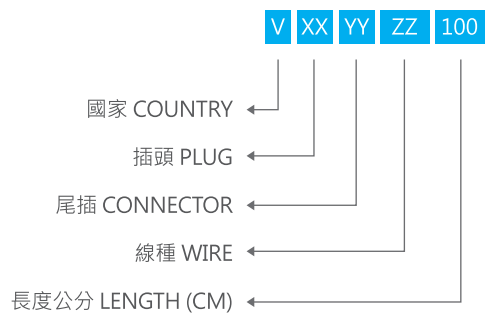 V XX YY ZZ 100
國家 COUNTRY
插頭 PLUG
尾插 CONNECTOR
線種 WIRE
長度公分 LENGTH (CM)